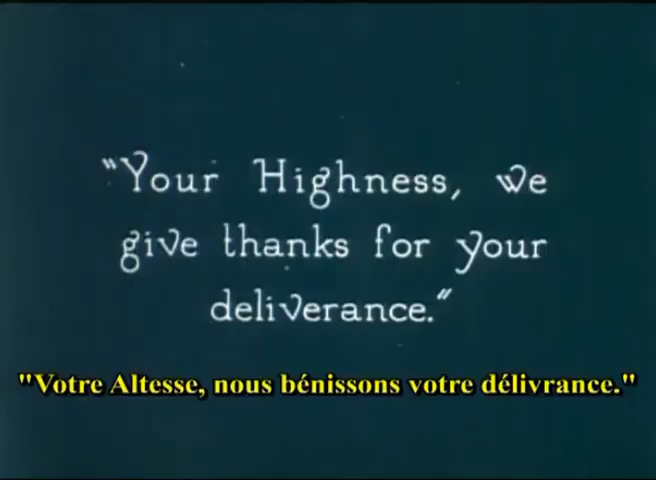 "Your Highness, we
give thanks for your
deliverance."
"Votre Altesse, nous bénissons votre délivrance."